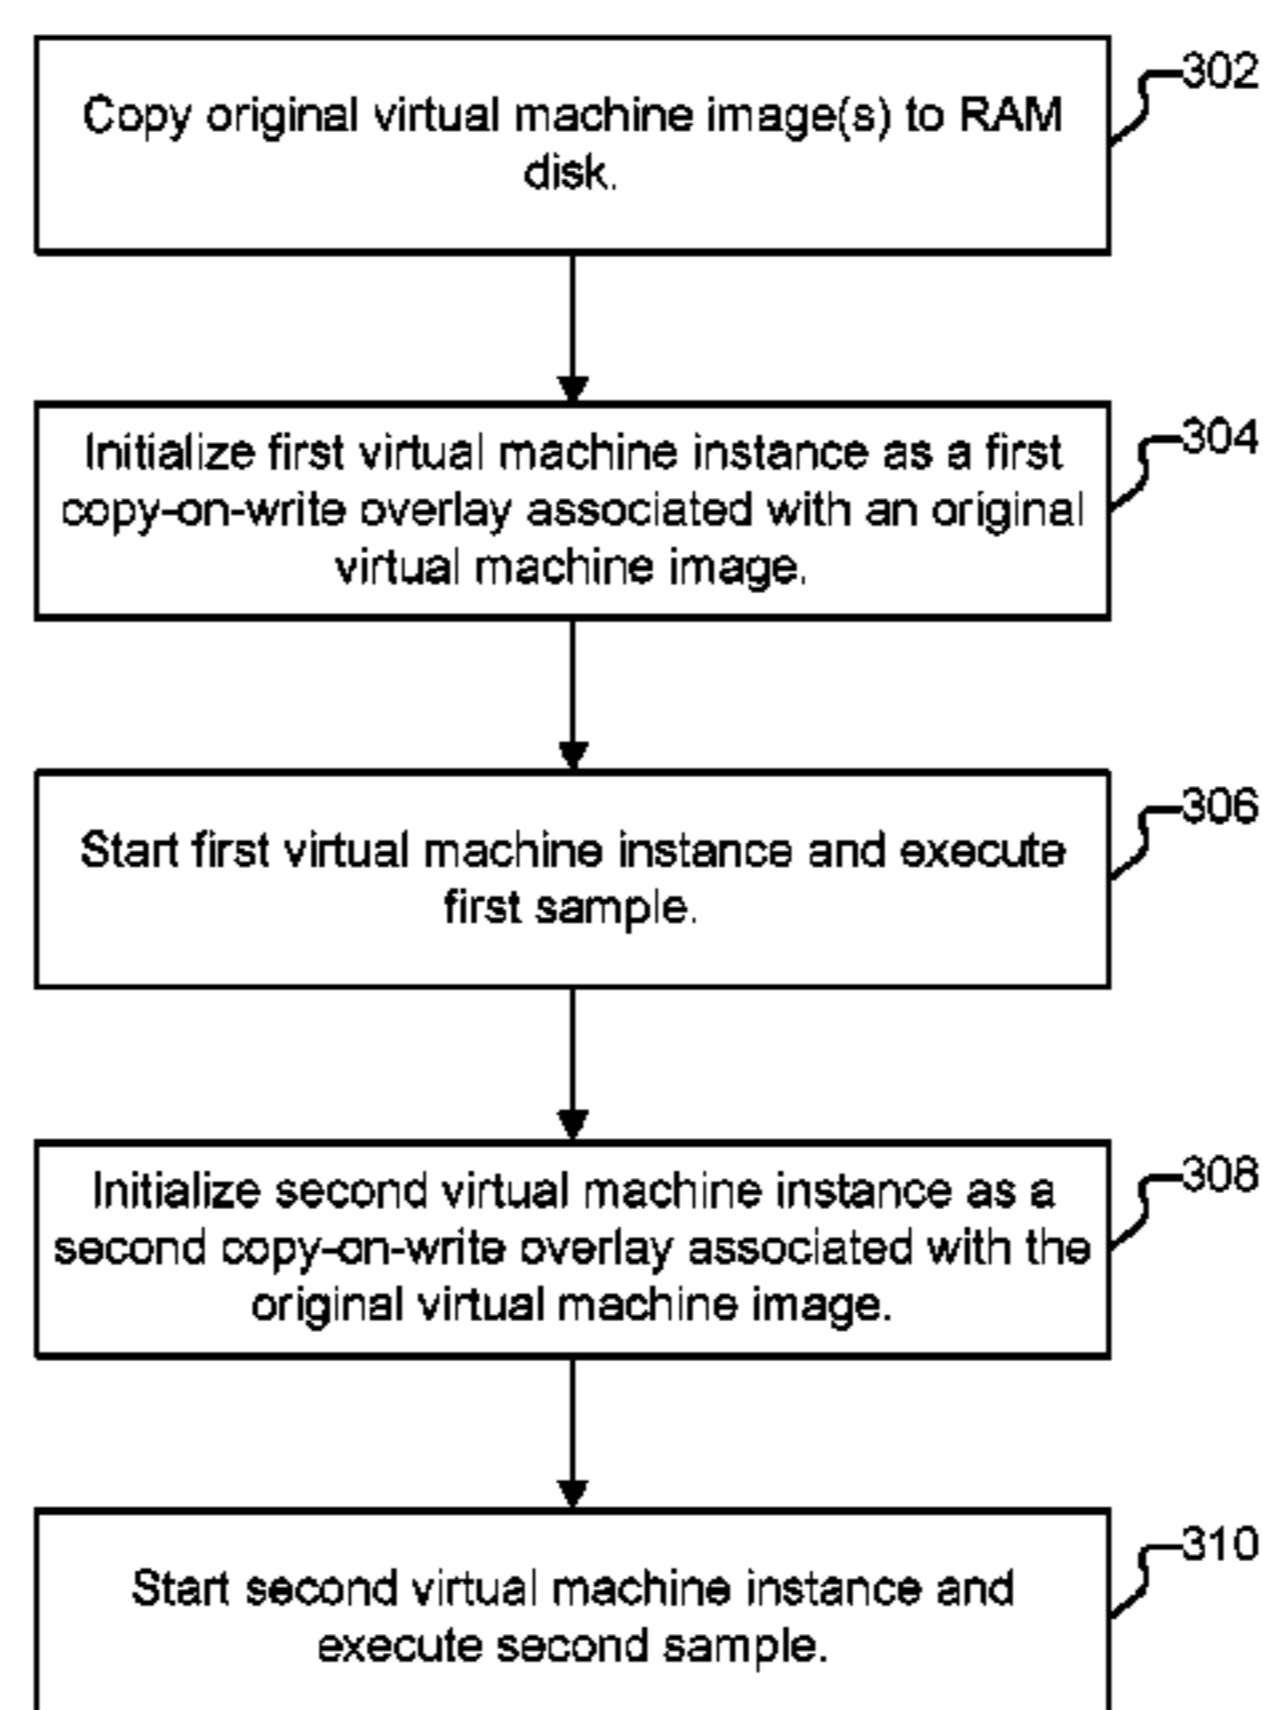 302
Copy original virtual machine image(s) to RAM
disk.
304
Initialize first virtual machine instance as a first
copy-on-write overlay associated with an original
virtual machine image.
306
Start first virtual machine instance and execute
first sample.
308
Initialize second virtual machine instance as a
second copy-on-write overlay associated with the
original virtual machine image.
310
Start second virtual machine instance and
execute second sample.